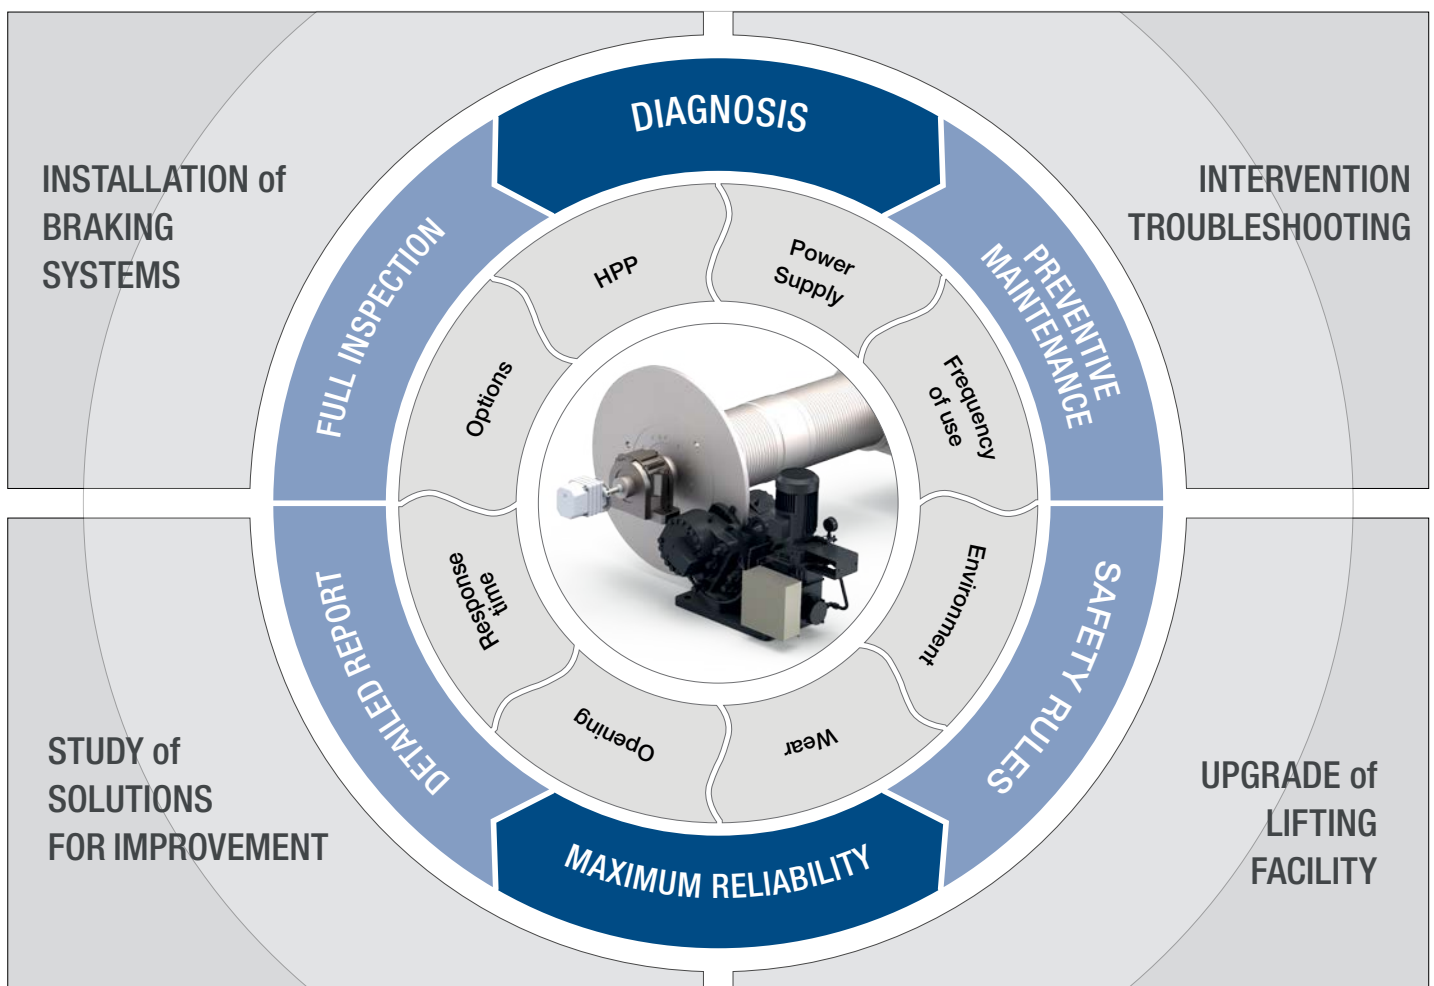 INSTALLATION of
BRAKING
SYSTEMS
INTERVENTION
TROUBLESHOOTING
DIAGNOSIS
PREVENTIVE
MAINTENANCE
SAFETY RULES
MAXIMUM RELIABILITY
DETAILED REPORT
FULL INSPECTION
HPP
Power
Supply
Frequency
of use
Environment
Wear
Opening
Response
time
Options
STUDY of
SOLUTIONS
FOR IMPROVEMENT
UPGRADE of
LIFTING
FACILITY